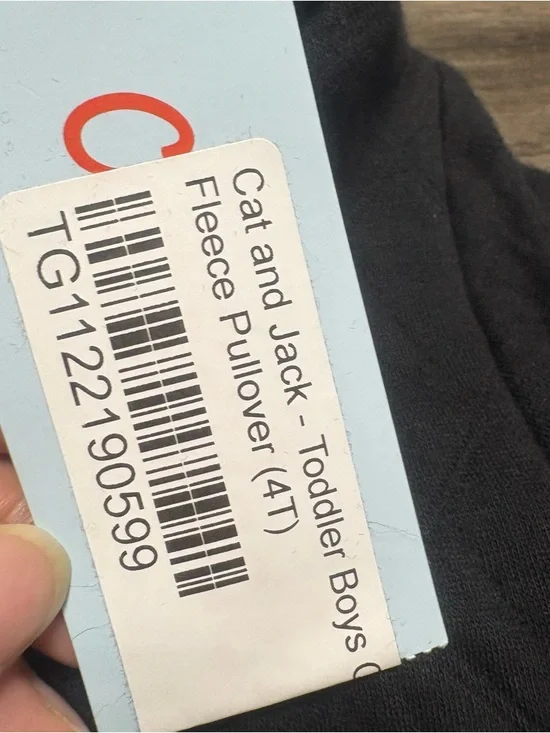 C
Cat and Jack - Toddler Boys
Fleece Pullover (4T)
TG1122190599